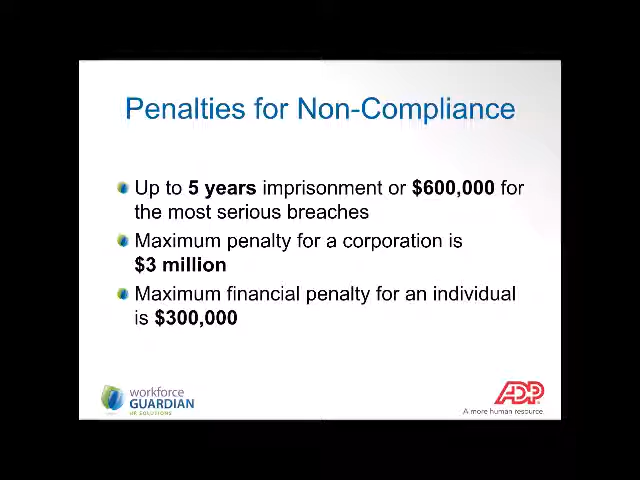 Penalties for Non-Compliance
Up to 5 years imprisonment or $600,000 for
the most serious breaches
Maximum penalty for a corporation is
$3 million
Maximum financial penalty for an individual
is $300,000
workforce
GUARDIAN
HR SOLUTIONS
ADP
A more human resource.